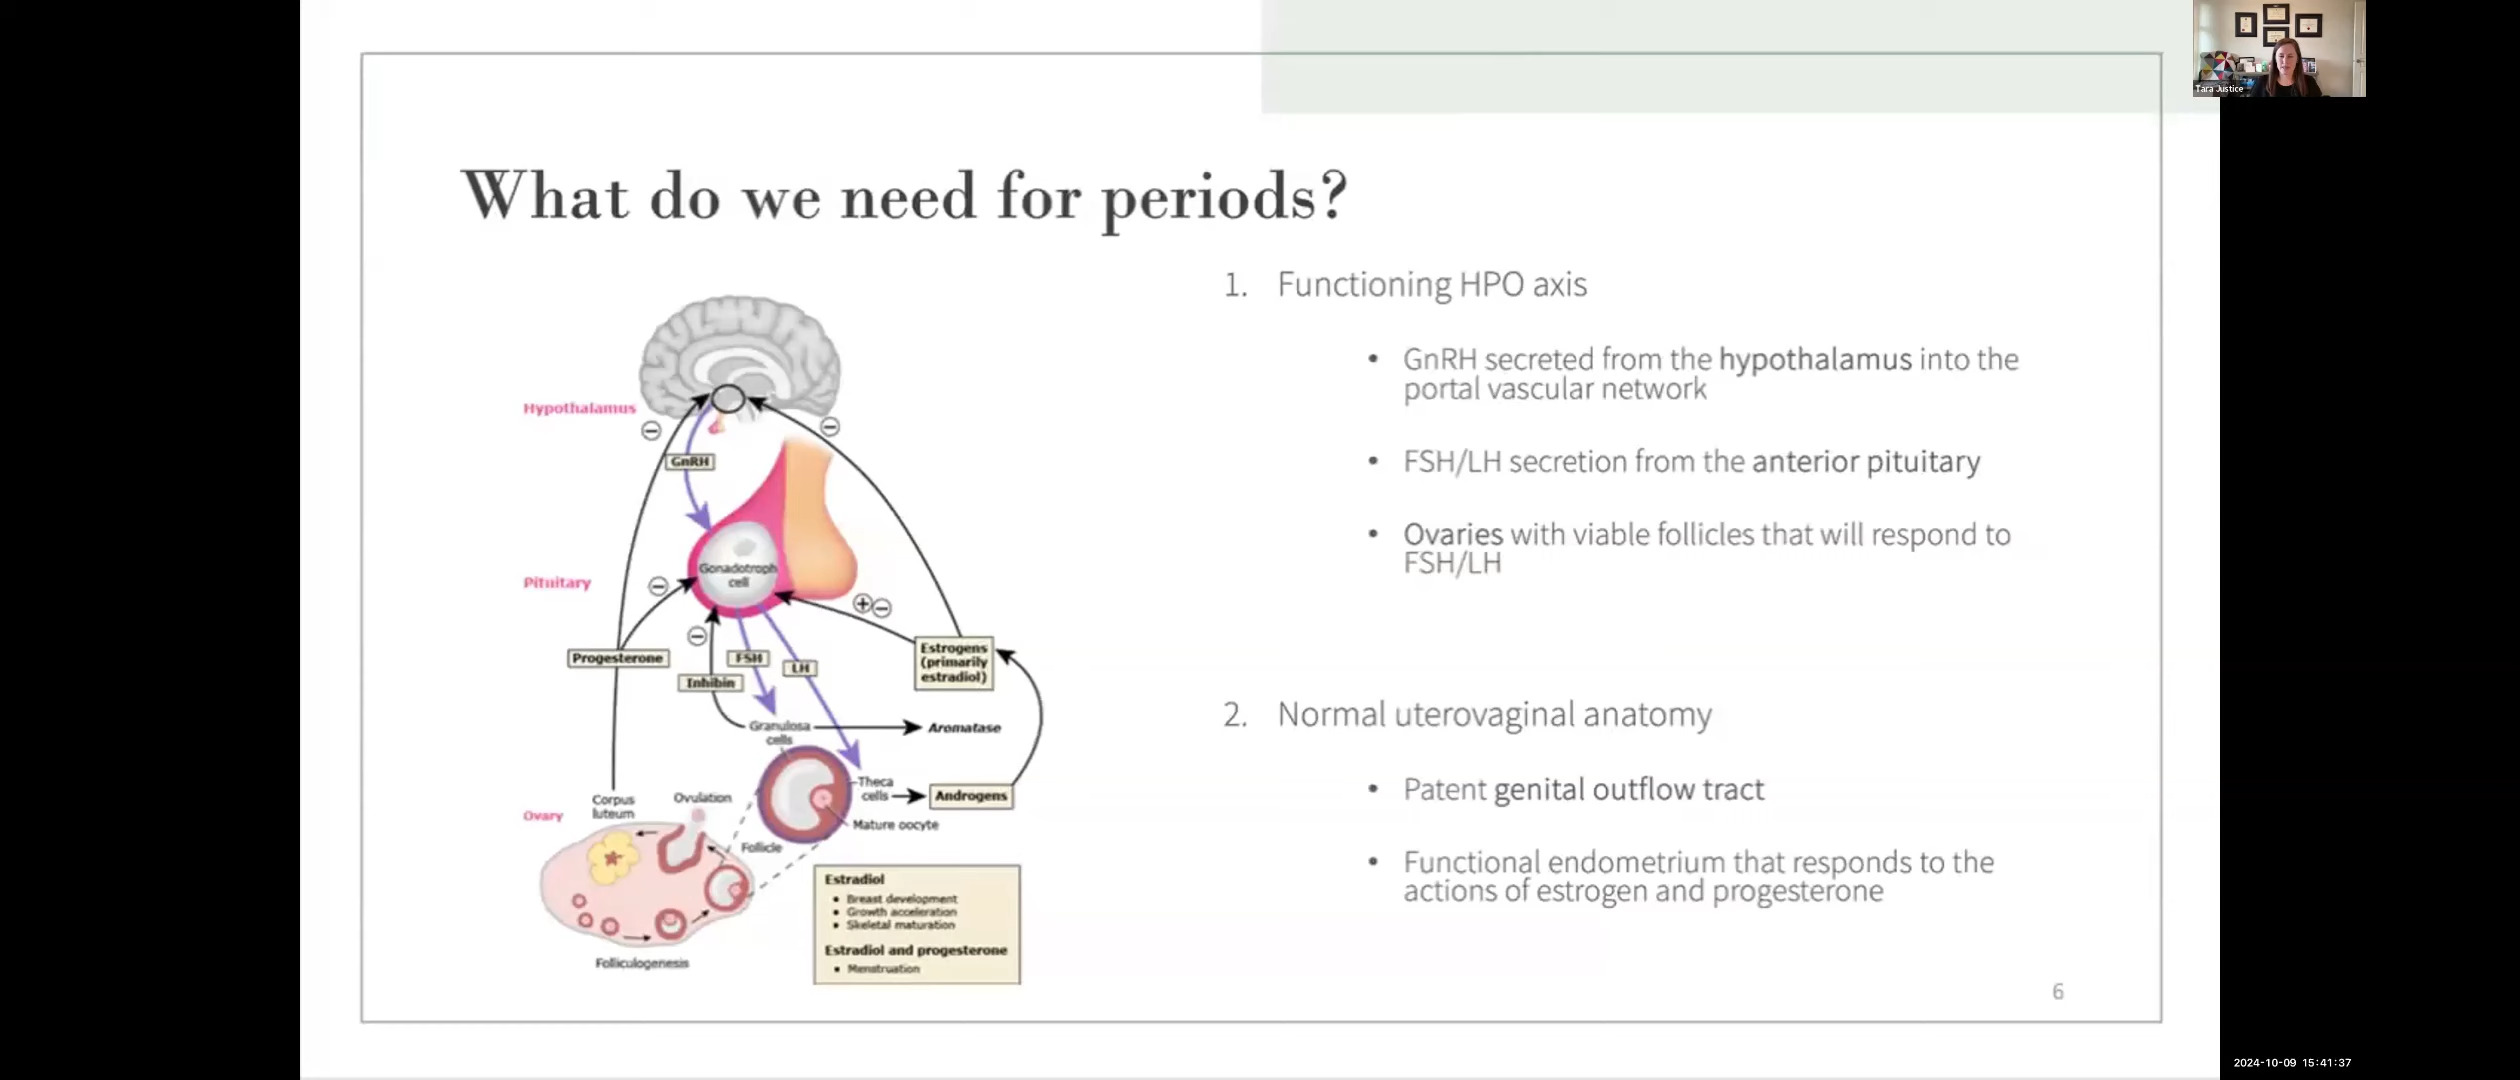 Tara Justice
What do we need for periods?
Hypothalamus
GnRH
Gonadotroph
cell
Pituitary
Progesterone
FSH
LH
Inhibin
Estrogens
(primarily
estradiol)
Granulosa
cells
Aromatase
Theca
cells
Androgens
Corpus
luteum
Ovulation
Ovary
Mature oocyte
Follicle
Folliculogenesis
Estradiol
• Breast development
• Growth acceleration
• Skeletal maturation
Estradiol and progesterone
• Menstruation
1. Functioning HPO axis
• GnRH secreted from the hypothalamus into the
portal vascular network
• FSH/LH secretion from the anterior pituitary
• Ovaries with viable follicles that will respond to
FSH/LH
2. Normal uterovaginal anatomy
• Patent genital outflow tract
• Functional endometrium that responds to the
actions of estrogen and progesterone
6
2024-10-09 15:41:37